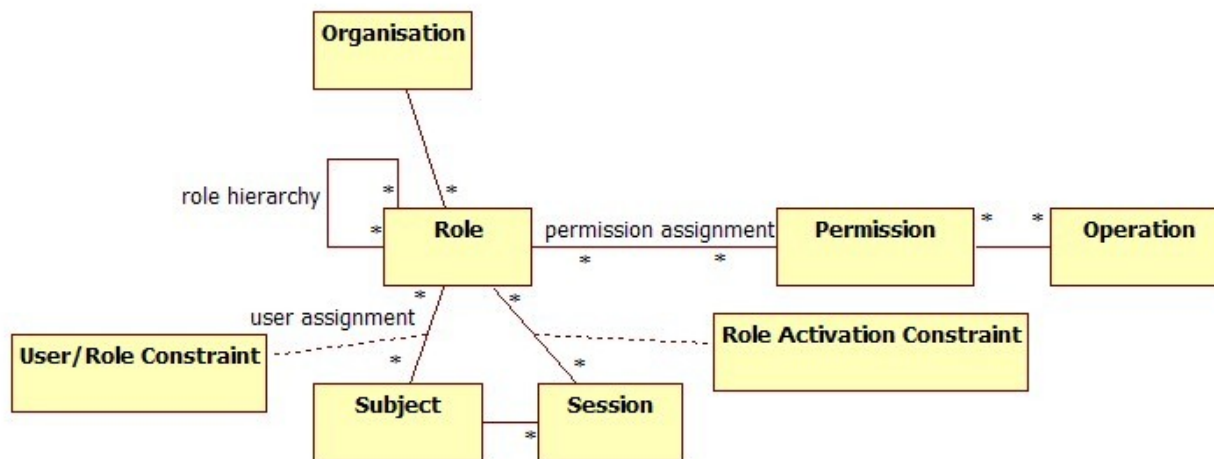 Organisation
role hierarchy
*
*
*
Role
permission assignment
*
*
Permission
*
*
Operation
user assignment
*
*
User/Role Constraint
*
*
Role Activation Constraint
Subject
*
Session